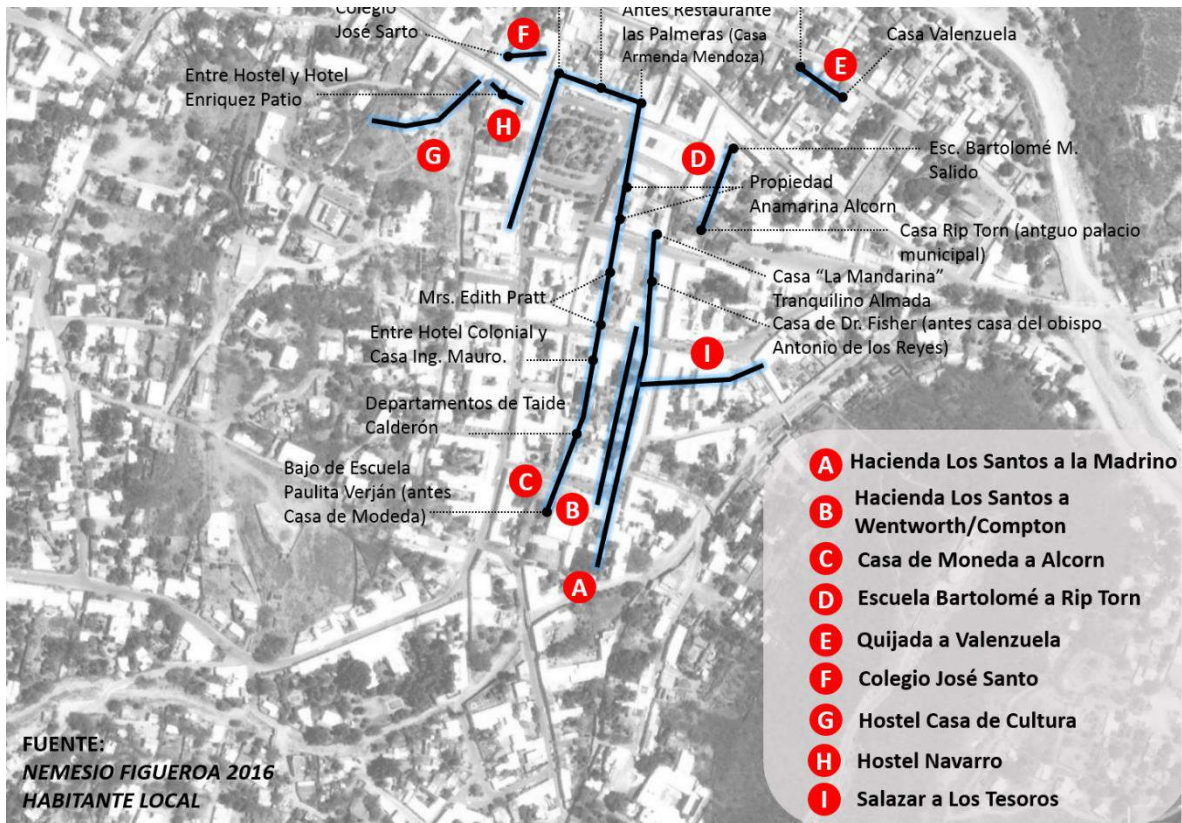 Colegio
José Sarto
F
Antes Restaurante
las Palmeras (Casa
Armenda Mendoza)
E
Casa Valenzuela
Entre Hostel y Hotel
Enriquez Patio
H
G
D
Esc. Bartolomé M.
Salido
Propiedad
Anamarina Alcorn
Casa Rip Torn (antguo palacio
municipal)
Mrs. Edith Pratt
Casa “La Mandarina”
Tranquilino Almada
Entre Hotel Colonial y
Casa Ing. Mauro.
Casa de Dr. Fisher (antes casa del obispo
Antonio de los Reyes)
I
Departamentos de Taide
Calderón
Bajo de Escuela
Paulita Verján (antes
Casa de Modeda)
C
B
A
A Hacienda Los Santos a la Madrino
B Hacienda Los Santos a
Wentworth/Compton
C Casa de Moneda a Alcorn
D Escuela Bartolomé a Rip Torn
E Quijada a Valenzuela
F Colegio José Santo
G Hostel Casa de Cultura
H Hostel Navarro
I Salazar a Los Tesoros
FUENTE:
NEMESIO FIGUEROA 2016
HABITANTE LOCAL